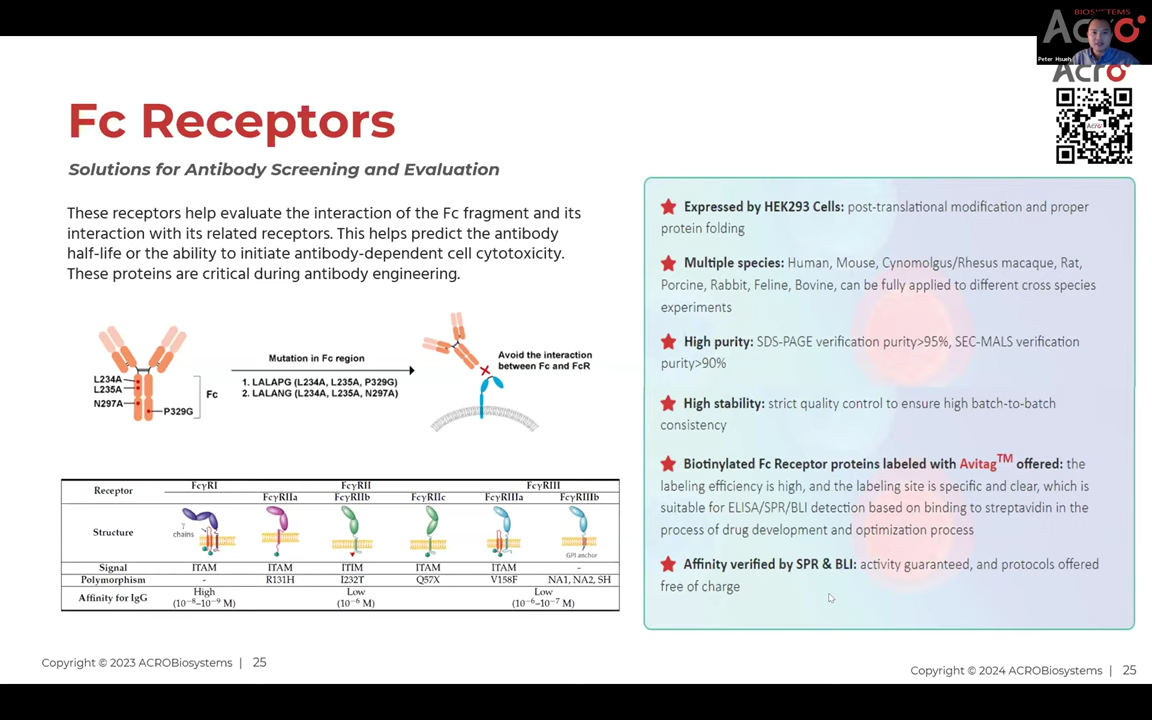 BIOSYSTEMS
Acro
Peter Hsueh
Acro
Fc Receptors
Solutions for Antibody Screening and Evaluation
These receptors help evaluate the interaction of the Fc fragment and its
interaction with its related receptors. This helps predict the antibody
half-life or the ability to initiate antibody-dependent cell cytotoxicity.
These proteins are critical during antibody engineering.
L234A
L235A
N297A
P329G
Fc
Mutation in Fc region
1. LALAPG (L234A, L235A, P329G)
2. LALANG (L234A, L235A, N297A)
Avoid the interaction
between Fc and FcR
Receptor FcγRI FcγRII FcγRIII
FcγRIIa FcγRIIb FcγRIIc FcγRIIIa FcγRIIIb
Structure
γ
chains
GPI anchor
Signal ITAM ITAM ITIM ITAM ITAM -
Polymorphism - R131H I232T Q57X V158F NA1, NA2, SH
Affinity for IgG High Low Low
(10⁻⁸–10⁻⁹ M) (10⁻⁶ M) (10⁻⁶–10⁻⁷ M)
Expressed by HEK293 Cells: post-translational modification and proper
protein folding
Multiple species: Human, Mouse, Cynomolgus/Rhesus macaque, Rat,
Porcine, Rabbit, Feline, Bovine, can be fully applied to different cross species
experiments
High purity: SDS-PAGE verification purity>95%, SEC-MALS verification
purity>90%
High stability: strict quality control to ensure high batch-to-batch
consistency
Biotinylated Fc Receptor proteins labeled with Avitag™ offered: the
labeling efficiency is high, and the labeling site is specific and clear, which is
suitable for ELISA/SPR/BLI detection based on binding to streptavidin in the
process of drug development and optimization process
Affinity verified by SPR & BLI: activity guaranteed, and protocols offered
free of charge
Copyright © 2023 ACROBiosystems | 25
Copyright © 2024 ACROBiosystems | 25